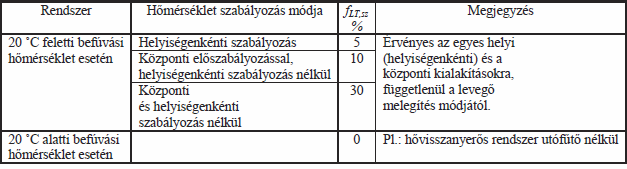 Rendszer
Hőmérséklet szabályozás módja
fLT,sz
%
Megjegyzés
20 °C feletti befúvási
hőmérséklet esetén
Helyiségenkénti szabályozás
5
Központi előszabályozással,
helyiségenkénti szabályozás nélkül
10
Központi
és helyiségenkénti
szabályozás nélkül
30
Érvényes az egyes helyi
(helyiségenkénti) és a
központi kialakításokra,
függetlenül a levegő
melegítés módjától.
20 °C alatti befúvási
hőmérséklet esetén
0
Pl.: hővisszanyerős rendszer utófűtő nélkül